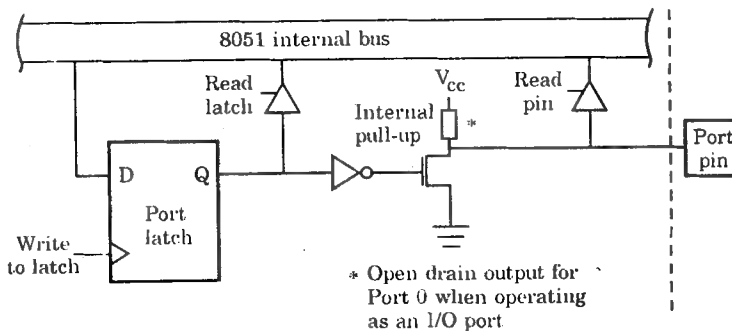 8051 internal bus
Read
latch
Vcc
Read
pin
Internal
pull-up
*
Port
pin
D
Q
Port
latch
Write
to latch
* Open drain output for
Port 0 when operating
as an I/O port